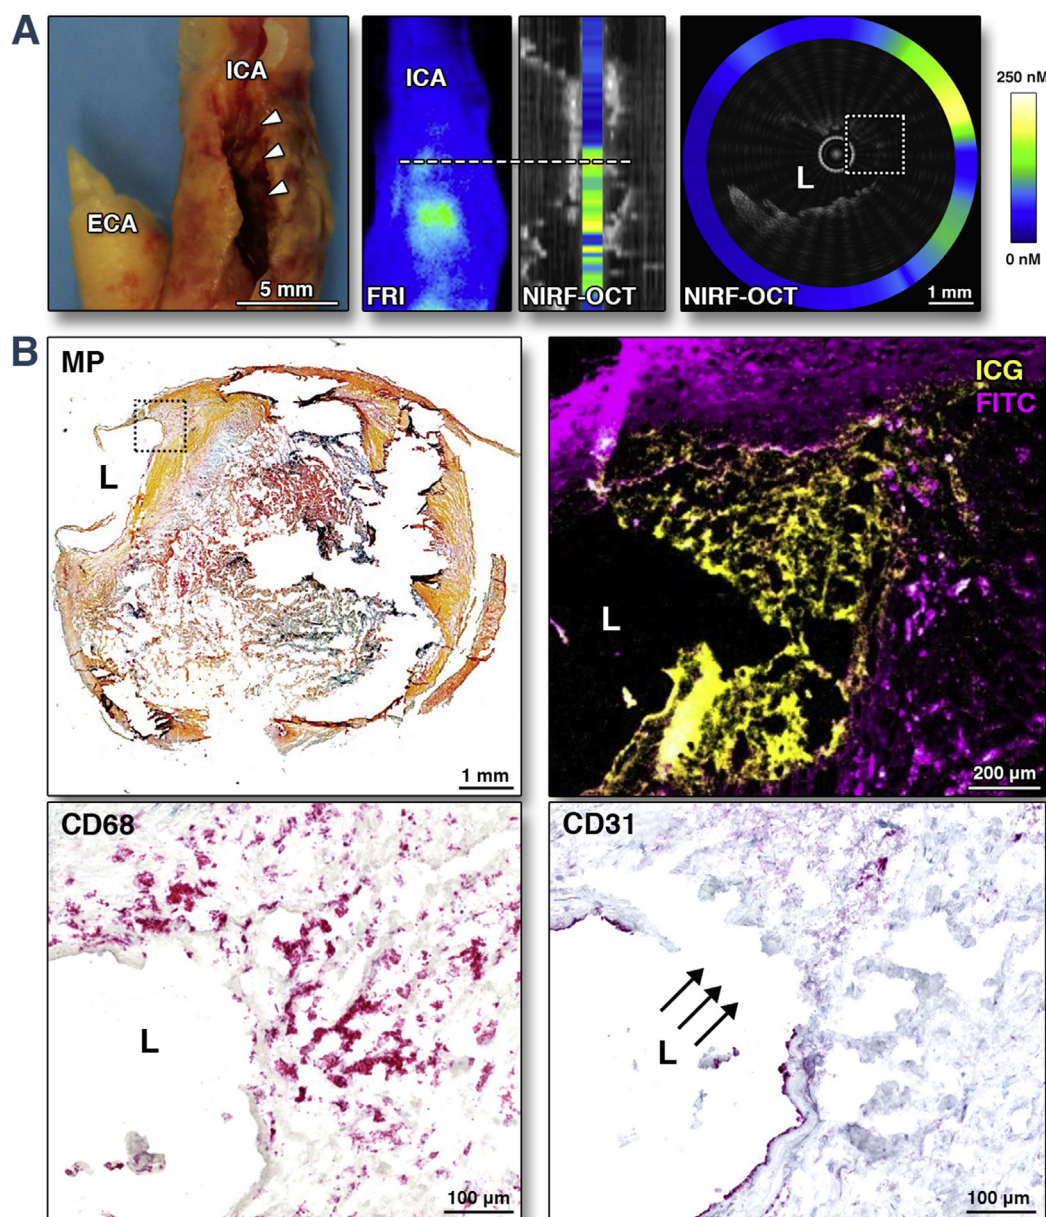 A
ICA
ECA
5 mm
ICA
FRI
NIRF-OCT
L
NIRF-OCT
1 mm
250 nM
0 nM
B
MP
L
1 mm
ICG
FITC
L
200 µm
CD68
L
100 µm
CD31
L
100 µm